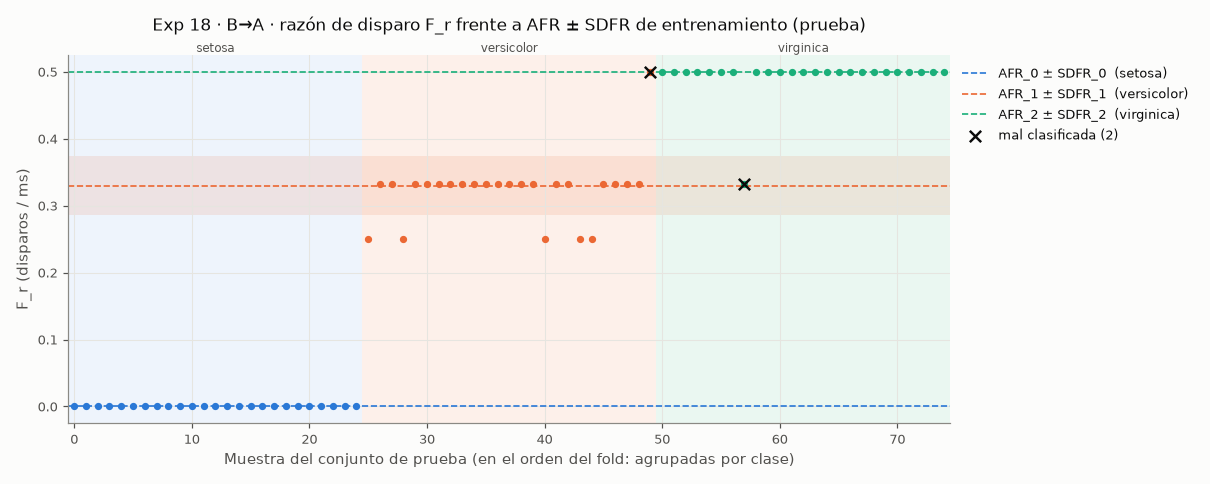 Exp 18 · B→A · razón de disparo F_r frente a AFR ± SDFR de entrenamiento (prueba)
setosa versicolor virginica
0.5
0.4
0.3
0.2
0.1
0.0
F_r (disparos / ms)
0 10 20 30 40 50 60 70
Muestra del conjunto de prueba (en el orden del fold: agrupadas por clase)
AFR_0 ± SDFR_0 (setosa)
AFR_1 ± SDFR_1 (versicolor)
AFR_2 ± SDFR_2 (virginica)
mal clasificada (2)